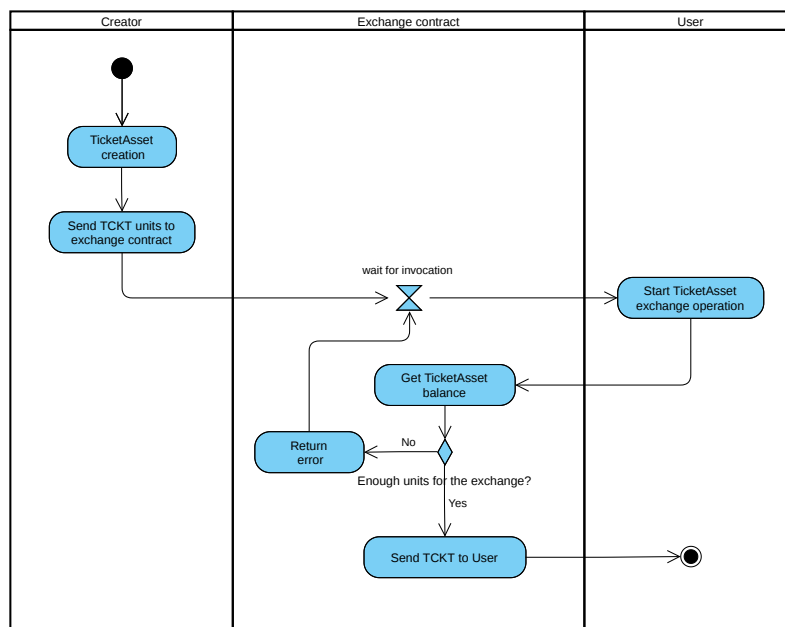 Creator
Exchange contract
User
TicketAsset
creation
Send TCKT units to
exchange contract
wait for invocation
Start TicketAsset
exchange operation
Get TicketAsset
balance
No
Return
error
Enough units for the exchange?
Yes
Send TCKT to User